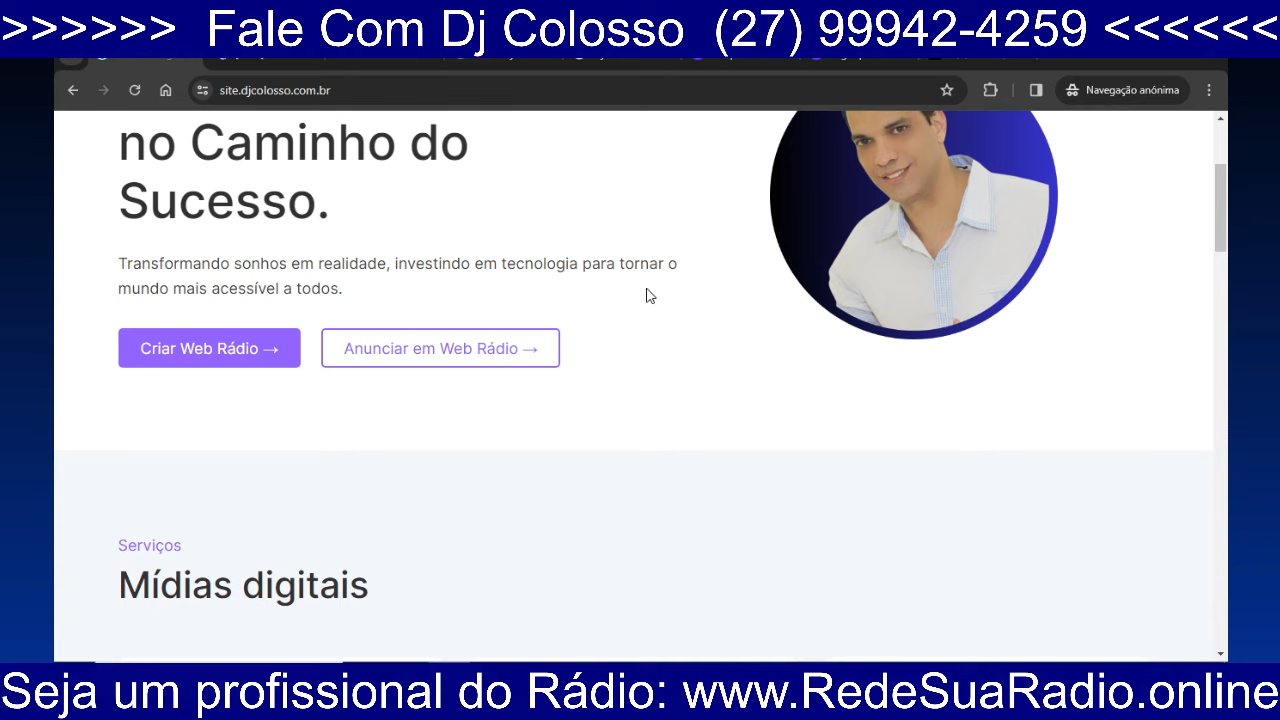 >>>>>> Fale Com Dj Colosso (27) 99942-4259 <<<<<<
site.djcolosso.com.br
Navegação anónima
no Caminho do
Sucesso.
Transformando sonhos em realidade, investindo em tecnologia para tornar o
mundo mais acessível a todos.
Criar Web Rádio →
Anunciar em Web Rádio →
Serviços
Mídias digitais
Seja um profissional do Rádio: www.RedeSuaRadio.online